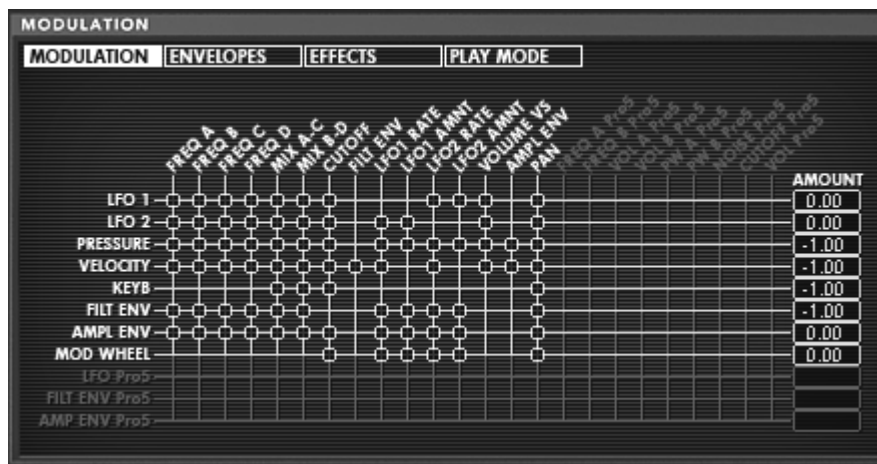 MODULATION
MODULATION ENVELOPES EFFECTS PLAY MODE
FREQ A FREQ B FREQ C FREQ D MIX A-C MIX B-D CUTOFF FILT ENV LFO1 RATE LFO1 AMNT LFO2 RATE LFO2 AMNT VOLUME VS AMPL ENV PAN FREQ A Pro5 FREQ B Pro5 VOL A Pro5 VOL B Pro5 PW A Pro5 PW B Pro5 NOISE Pro5 CUTOFF Pro5 VOL Pro5
AMOUNT
LFO 1 0.00
LFO 2 0.00
PRESSURE -1.00
VELOCITY -1.00
KEYB -1.00
FILT ENV -1.00
AMPL ENV 0.00
MOD WHEEL 0.00
LFO Pro5
FILT ENV Pro5
AMP ENV Pro5